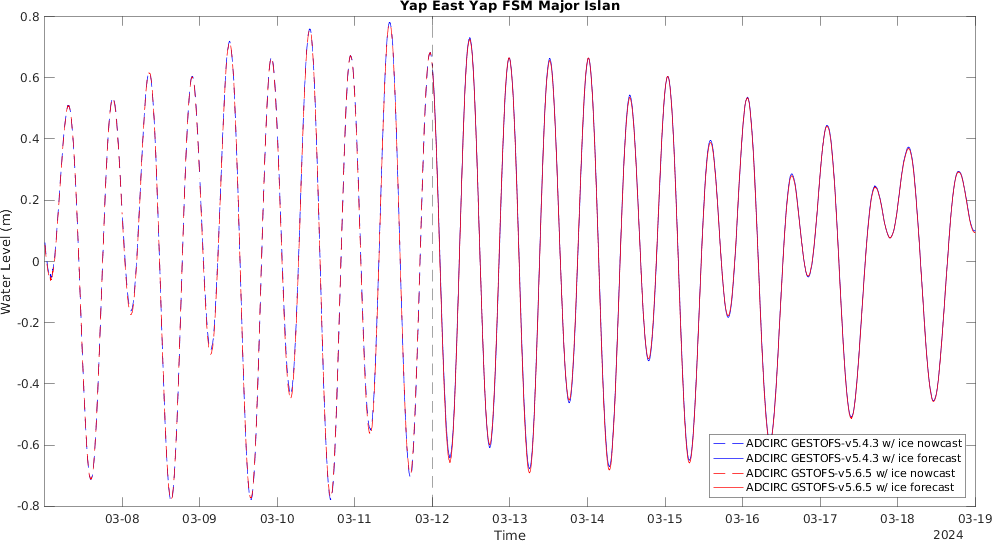 Yap East Yap FSM Major Islan
0.8
0.6
0.4
0.2
0
-0.2
-0.4
-0.6
-0.8
Water Level (m)
ADCIRC GESTOFS-v5.4.3 w/ ice nowcast
ADCIRC GESTOFS-v5.4.3 w/ ice forecast
ADCIRC GSTOFS-v5.6.5 w/ ice nowcast
ADCIRC GSTOFS-v5.6.5 w/ ice forecast
03-08 03-09 03-10 03-11 03-12 03-13 03-14 03-15 03-16 03-17 03-18 03-19
Time
2024